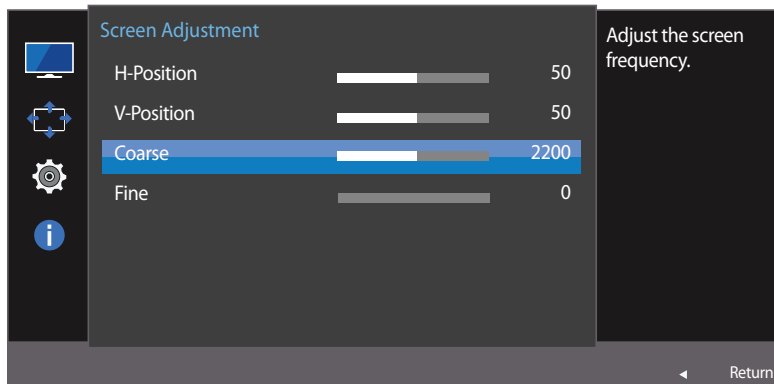 Screen Adjustment
H-Position 50
V-Position 50
Coarse 2200
Fine 0
Adjust the screen
frequency.
Return